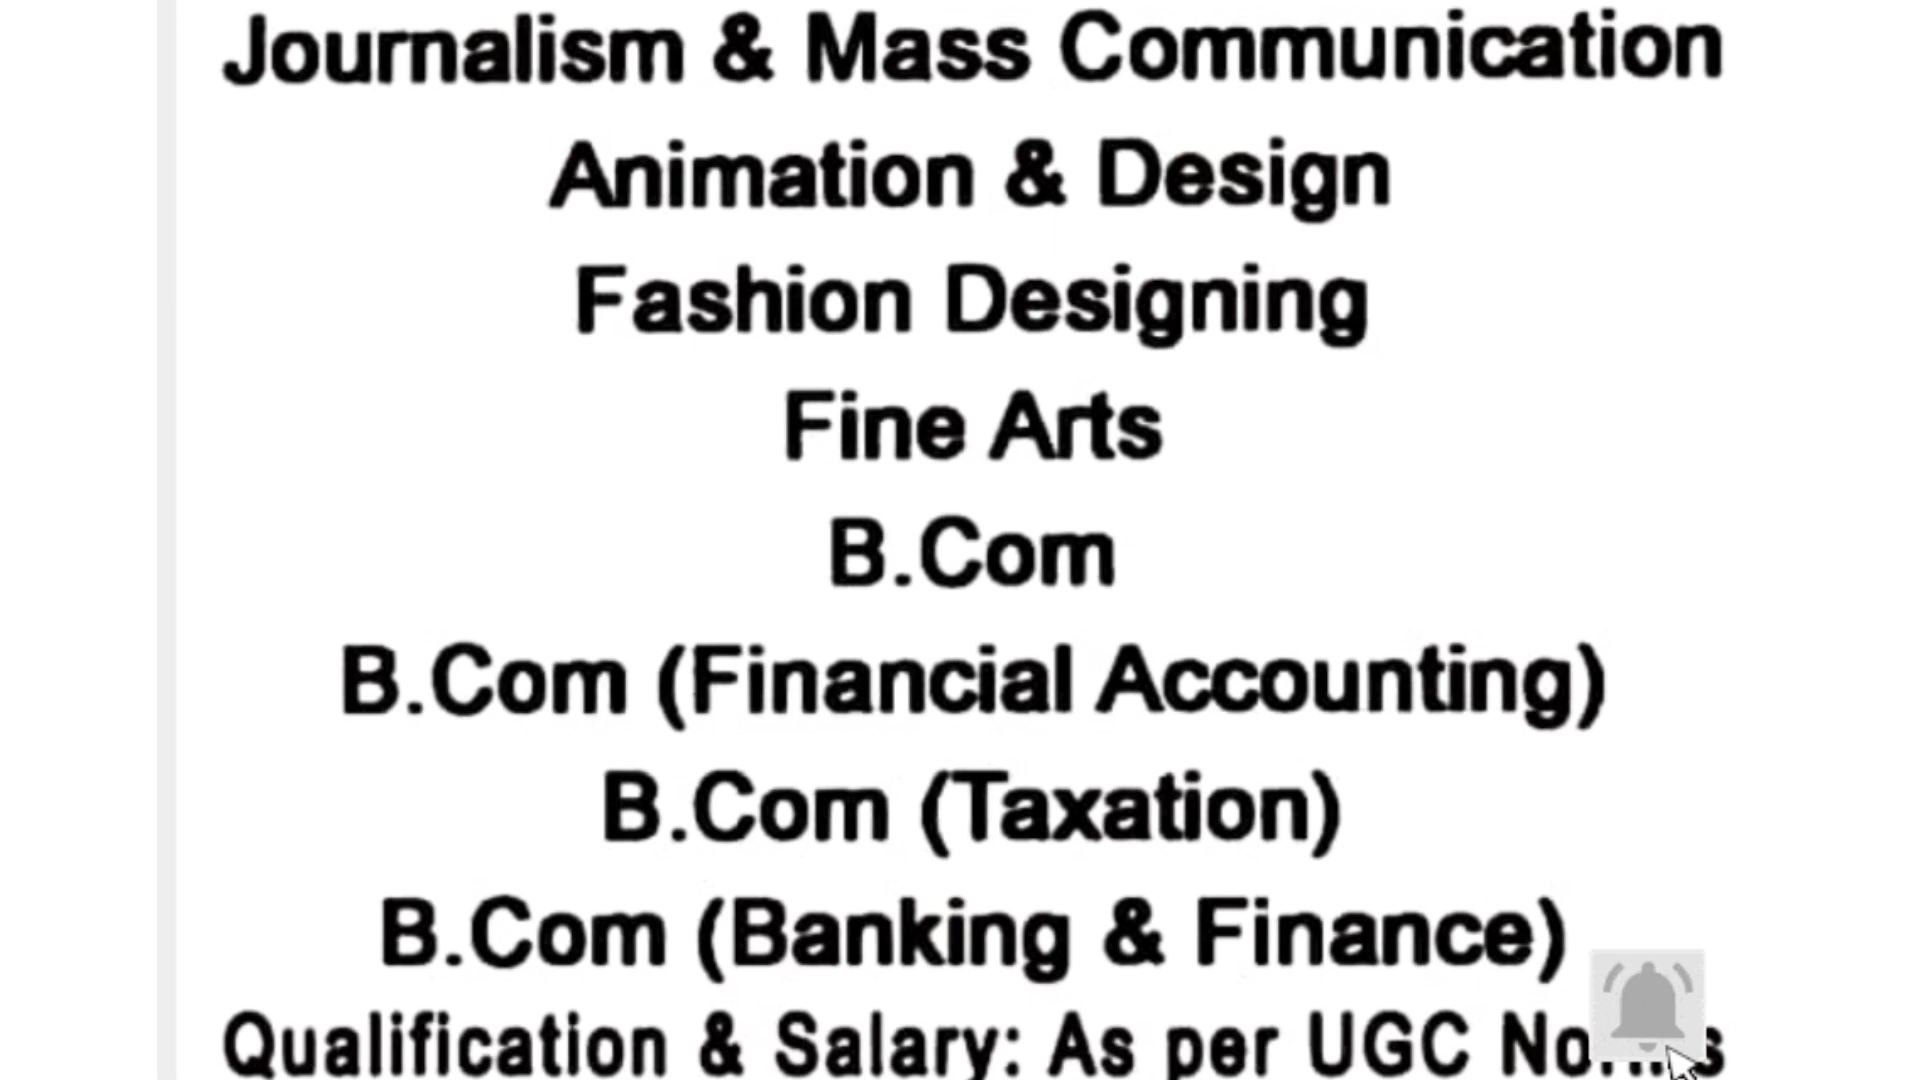 Journalism & Mass Communication
Animation & Design
Fashion Designing
Fine Arts
B.Com
B.Com (Financial Accounting)
B.Com (Taxation)
B.Com (Banking & Finance)
Qualification & Salary: As per UGC